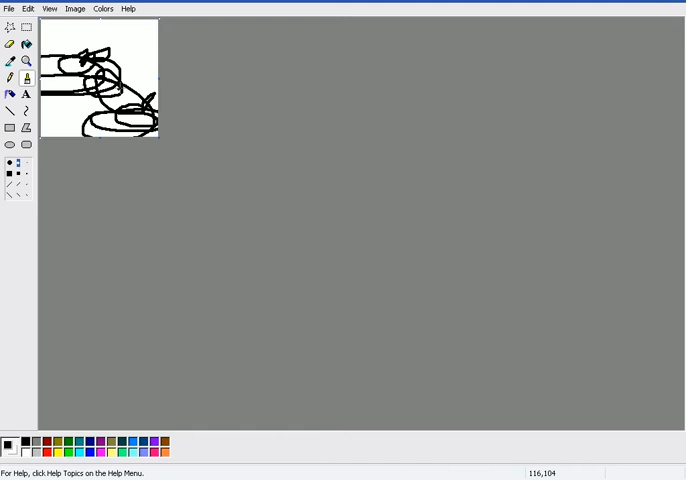 File Edit View Image Colors Help
A
For Help, click Help Topics on the Help Menu. 116,104